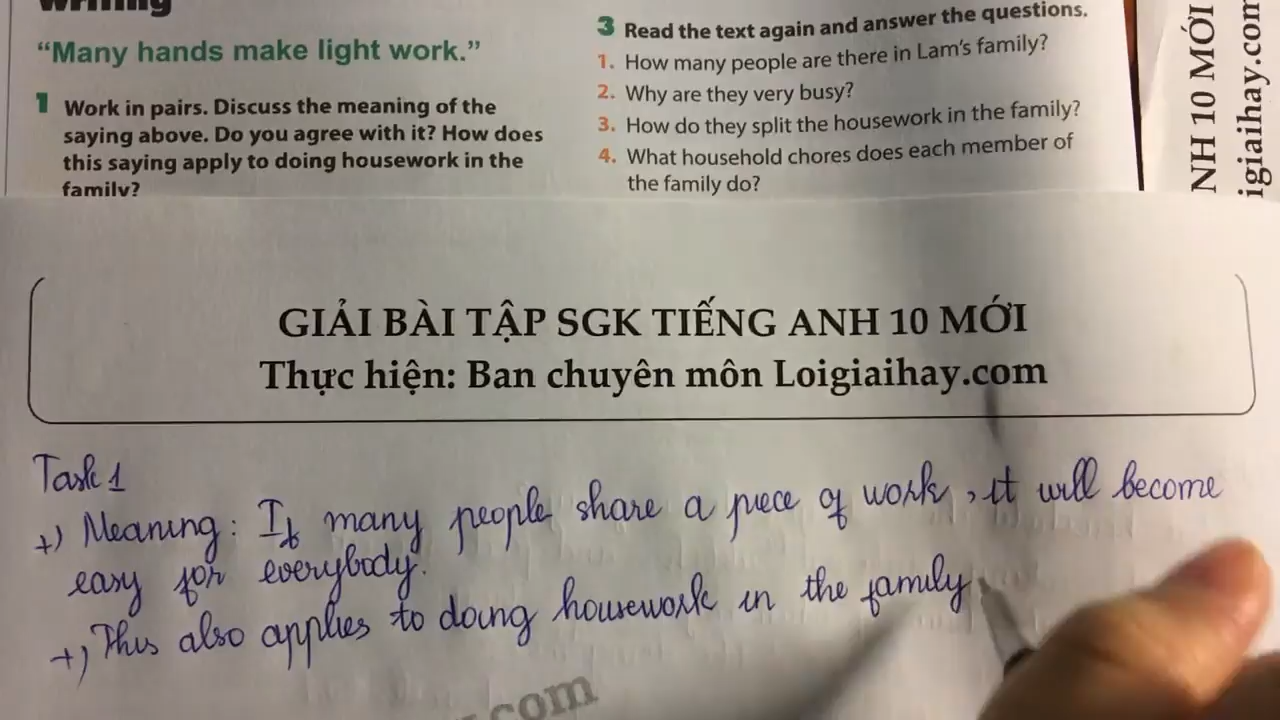 Writing
“Many hands make light work.”
1 Work in pairs. Discuss the meaning of the
saying above. Do you agree with it? How does
this saying apply to doing housework in the
family?
3 Read the text again and answer the questions.
1. How many people are there in Lam's family?
2. Why are they very busy?
3. How do they split the housework in the family?
4. What household chores does each member of
the family do?
NH 10 MỚI
igiaihay.com
GIẢI BÀI TẬP SGK TIẾNG ANH 10 MỚI
Thực hiện: Ban chuyên môn Loigiaihay.com
Task 1
+) Meaning: If many people share a piece of work, it will become
easy for everybody.
+) This also applies to doing housework in the family
.com